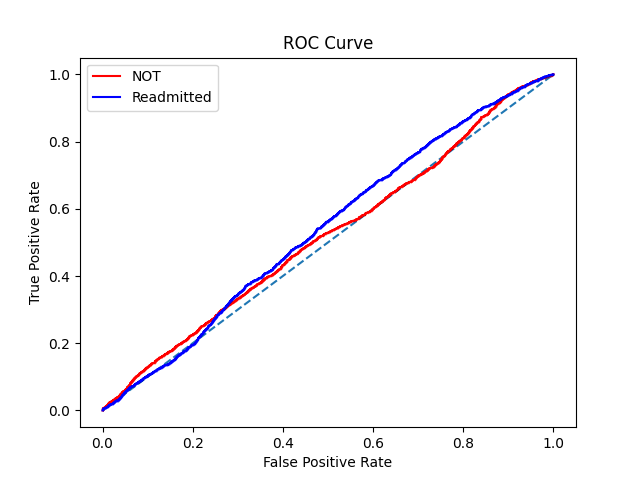 ROC Curve
NOT
Readmitted
True Positive Rate
1.0
0.8
0.6
0.4
0.2
0.0
0.0 0.2 0.4 0.6 0.8 1.0
False Positive Rate